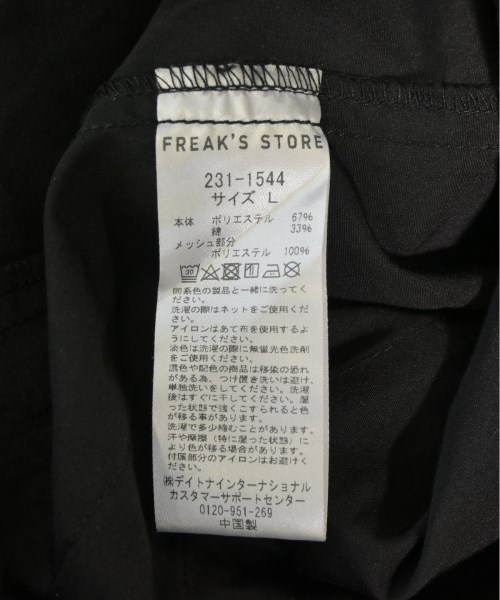 FREAK'S STORE
231-1544
サイズ L
本体 ポリエステル 67%
綿 33%
メッシュ部分
ポリエステル 100%
30
同系色の製品と一緒に洗ってく
ださい。
洗濯の際はネットをご使用くだ
さい。
アイロンはあて布を使用するよ
うにしてください。
淡色は洗濯の際に無蛍光色洗剤
をご使用ください。
濃色や配色の商品は移染の恐れ
がある為、つけ置き洗いは避け、
単独洗いをしてください。洗濯
後はすぐに干してください。湿
った状態で強くこすられると色
が移る事があります。
洗濯で多少縮むことがあります。
汗や摩擦（特に湿った状態）に
より色が移る場合があります。
付属部分のアイロンはお避けく
ださい。
㈱デイトナインターナショナル
カスタマーサポートセンター
0120-951-269
中国製